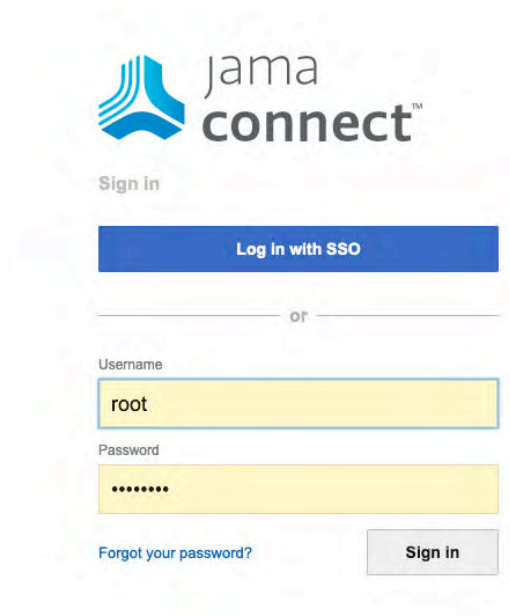 jama
connect™
Sign in
Log in with SSO
or
Username
root
Password
••••••••
Forgot your password?
Sign in